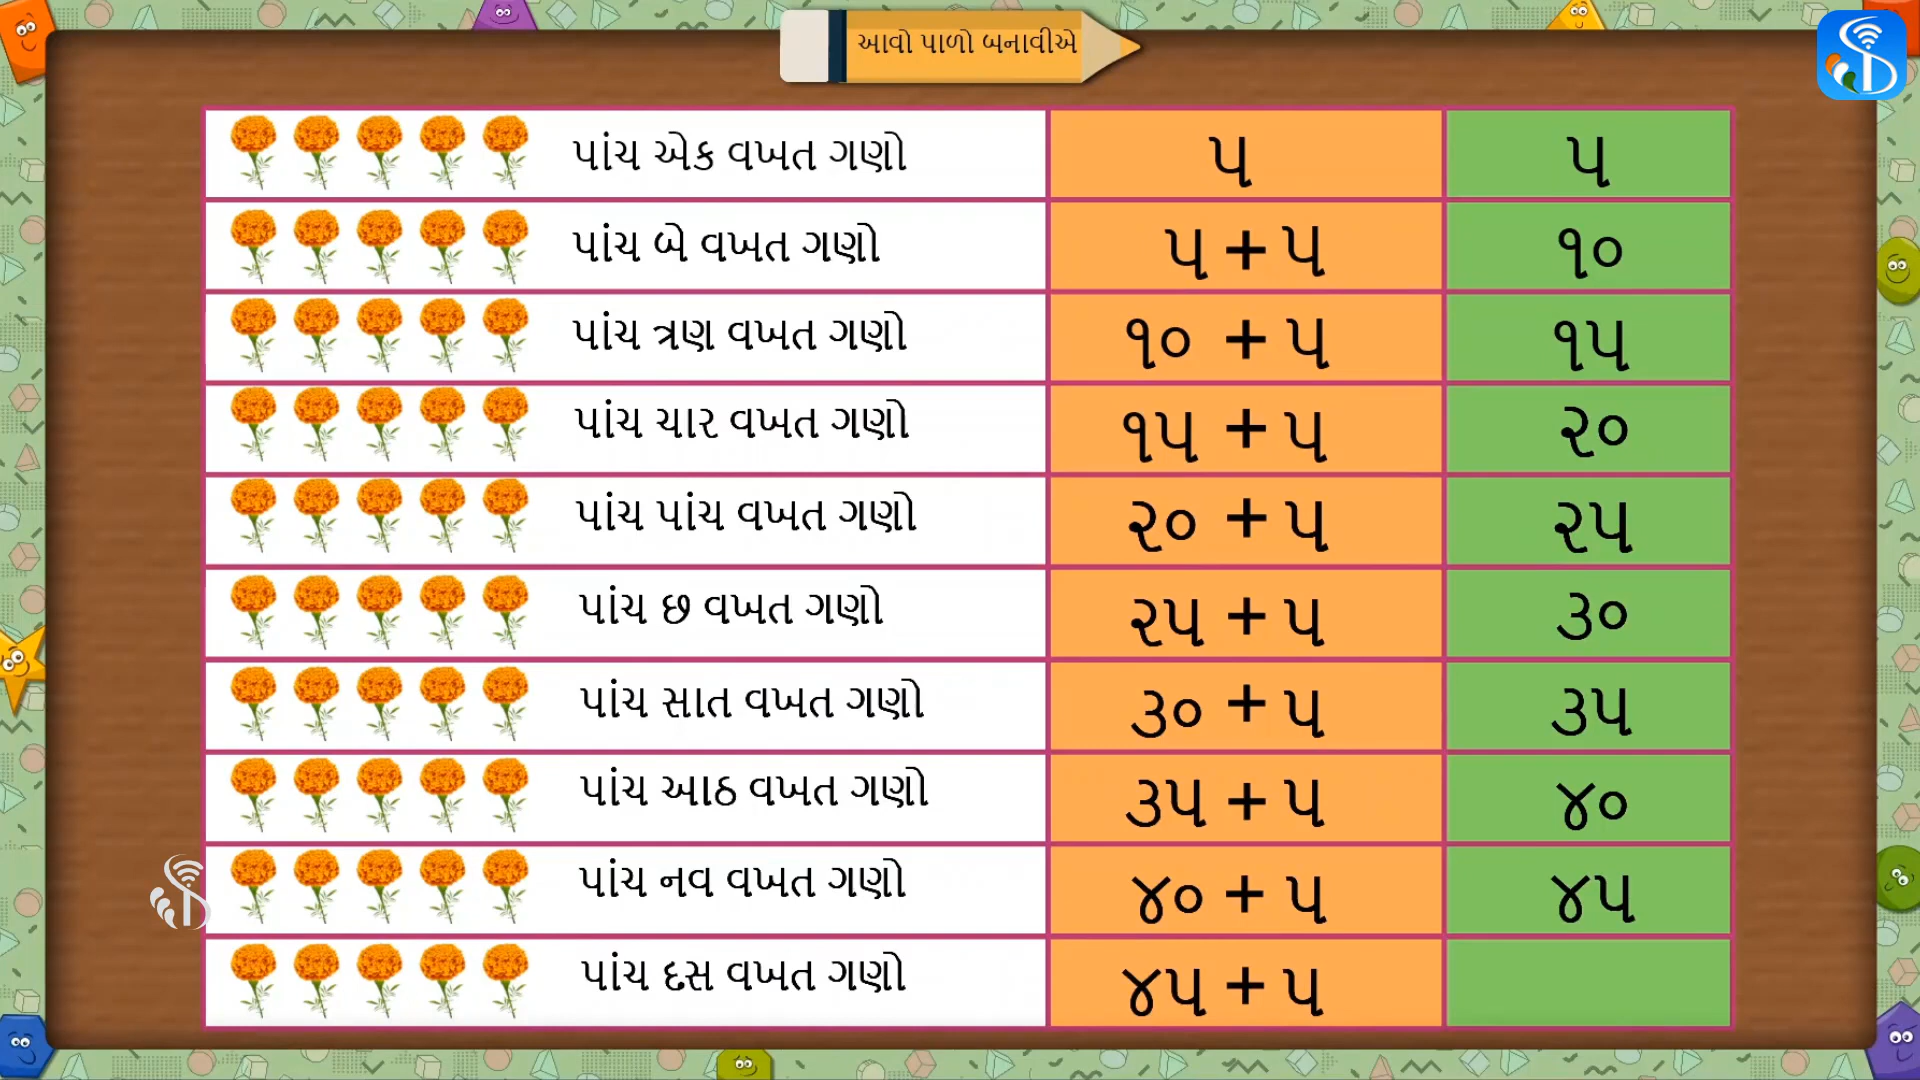 આવો પાળો બનાવીએ
પાંચ એક વખત ગણો ૫ ૫
પાંચ બે વખત ગણો ૫ + ૫ ૧૦
પાંચ ત્રણ વખત ગણો ૧૦ + ૫ ૧૫
પાંચ ચાર વખત ગણો ૧૫ + ૫ ૨૦
પાંચ પાંચ વખત ગણો ૨૦ + ૫ ૨૫
પાંચ છ વખત ગણો ૨૫ + ૫ ૩૦
પાંચ સાત વખત ગણો ૩૦ + ૫ ૩૫
પાંચ આઠ વખત ગણો ૩૫ + ૫ ૪૦
પાંચ નવ વખત ગણો ૪૦ + ૫ ૪૫
પાંચ દસ વખત ગણો ૪૫ + ૫